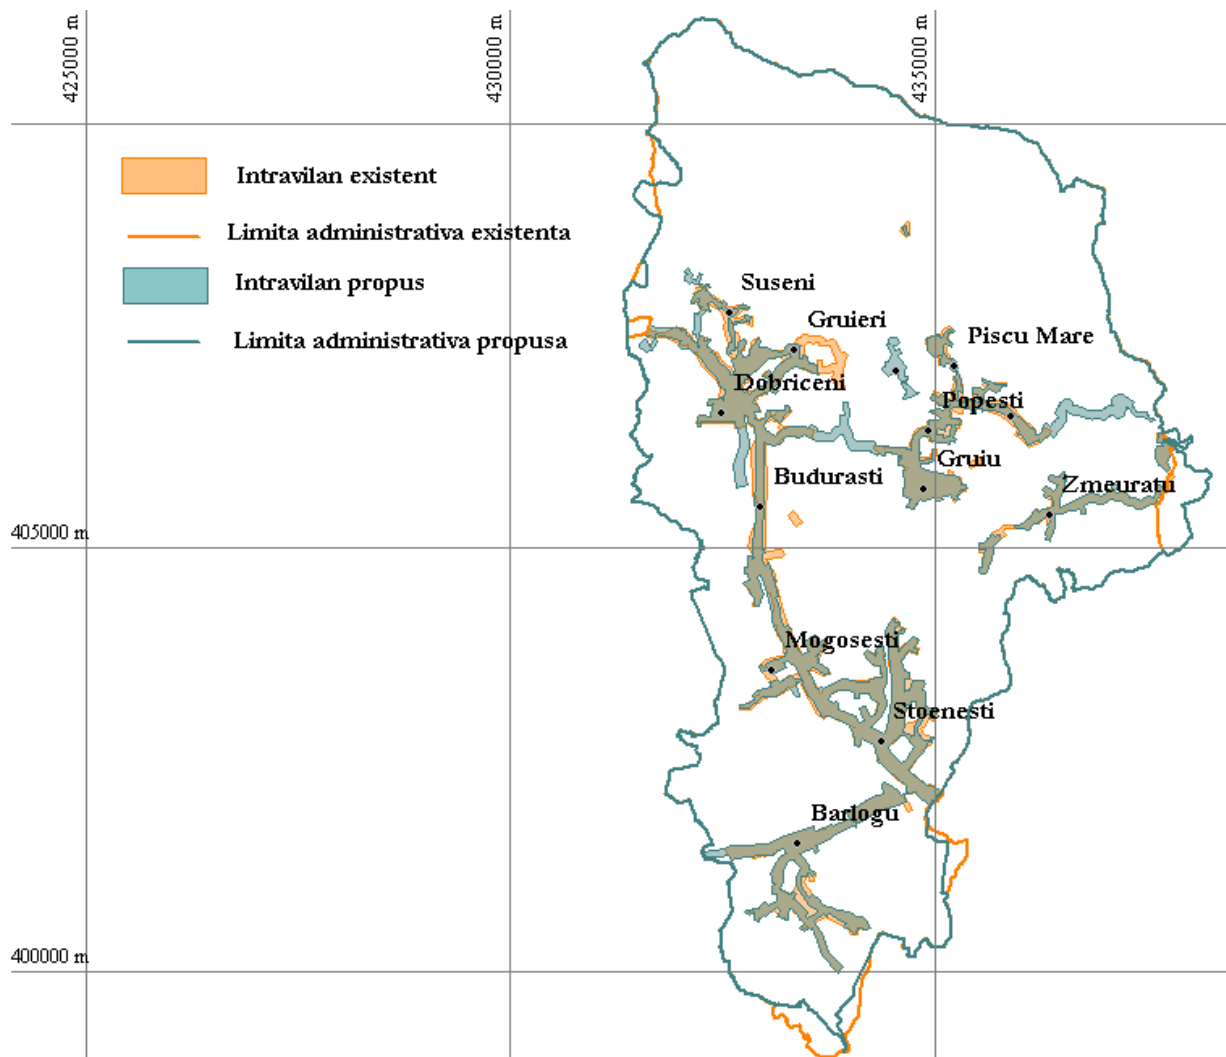 425000 m
430000 m
435000 m
Intravilan existent
Limita administrativa existenta
Intravilan propus
Limita administrativa propusa
Suseni
Gruieri
Piscu Mare
Dobriceni
Popesti
Gruiu
Budurasti
Zmeuratu
405000 m
Mogosesti
Stoenesti
Barlogu
400000 m